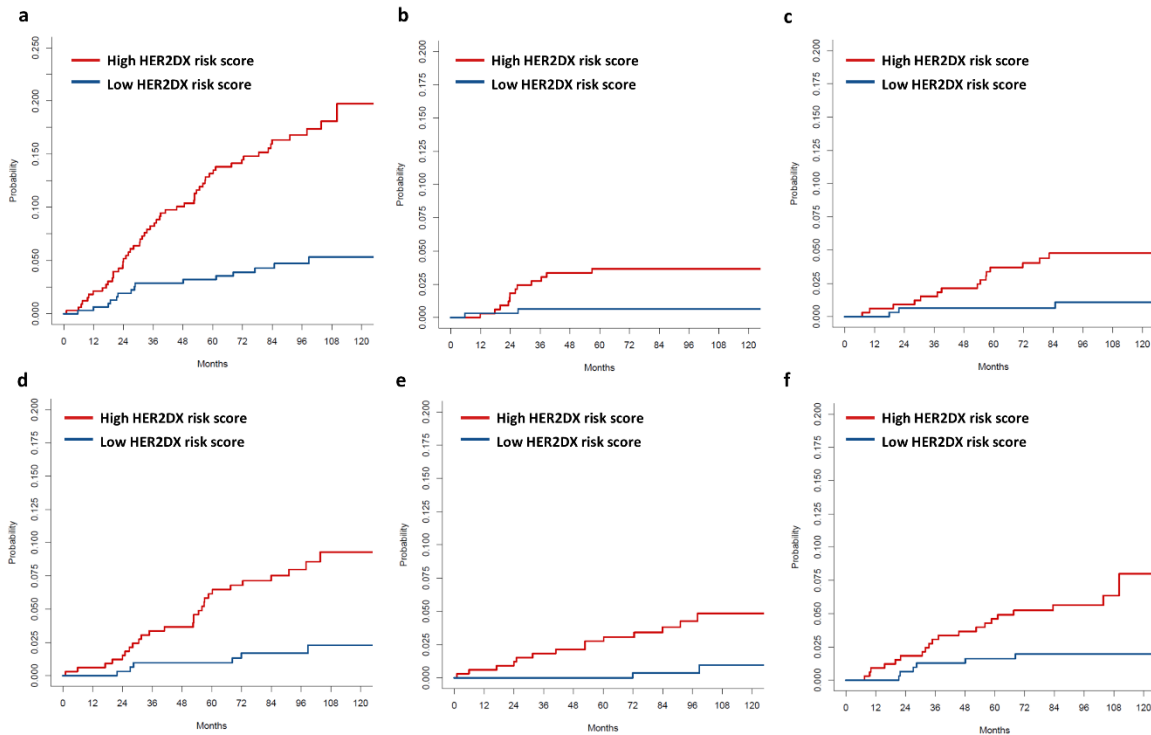 a
High HER2DX risk score
Low HER2DX risk score
Probability
0.000 0.050 0.100 0.150 0.200 0.250
0 12 24 36 48 60 72 84 96 108 120
Months
b
High HER2DX risk score
Low HER2DX risk score
Probability
0.000 0.025 0.050 0.075 0.100 0.125 0.150 0.175 0.200
0 12 24 36 48 60 72 84 96 108 120
Months
c
High HER2DX risk score
Low HER2DX risk score
Probability
0.000 0.025 0.050 0.075 0.100 0.125 0.150 0.175 0.200
0 12 24 36 48 60 72 84 96 108 120
Months
d
High HER2DX risk score
Low HER2DX risk score
Probability
0.000 0.025 0.050 0.075 0.100 0.125 0.150 0.175 0.200
0 12 24 36 48 60 72 84 96 108 120
Months
e
High HER2DX risk score
Low HER2DX risk score
Probability
0.000 0.025 0.050 0.075 0.100 0.125 0.150 0.175 0.200
0 12 24 36 48 60 72 84 96 108 120
Months
f
High HER2DX risk score
Low HER2DX risk score
Probability
0.000 0.025 0.050 0.075 0.100 0.125 0.150 0.175 0.200
0 12 24 36 48 60 72 84 96 108 120
Months